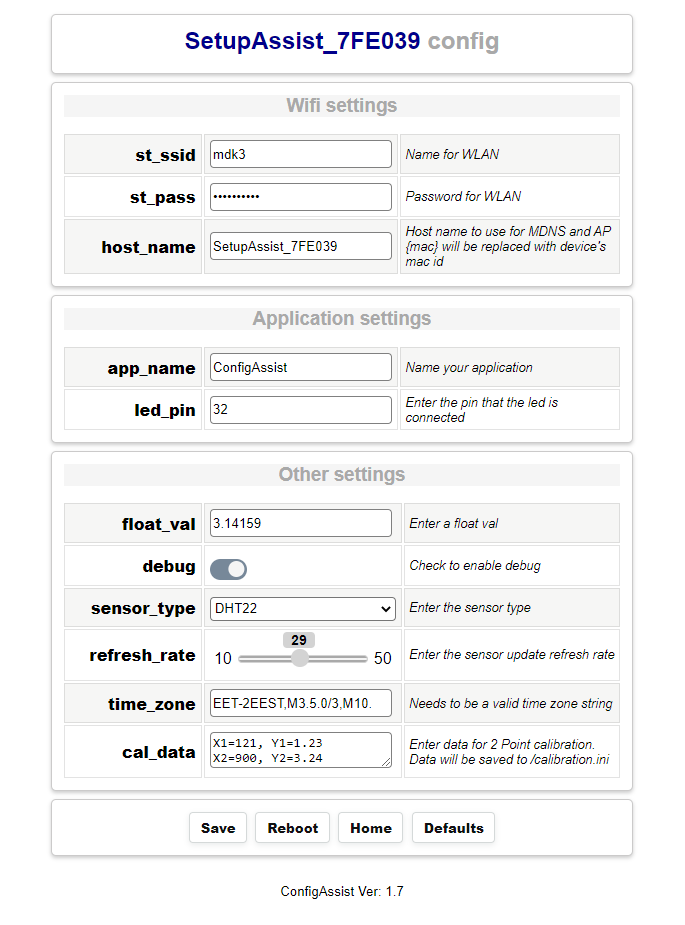 SetupAssist_7FE039 config
Wifi settings
st_ssid mdk3 Name for WLAN
st_pass •••••••••• Password for WLAN
host_name SetupAssist_7FE039 Host name to use for MDNS and AP
{mac} will be replaced with device's
mac id
Application settings
app_name ConfigAssist Name your application
led_pin 32 Enter the pin that the led is
connected
Other settings
float_val 3.14159 Enter a float val
debug Check to enable debug
sensor_type DHT22 Enter the sensor type
29
refresh_rate 10 50 Enter the sensor update refresh rate
time_zone EET-2EEST,M3.5.0/3,M10. Needs to be a valid time zone string
cal_data X1=121, Y1=1.23 Enter data for 2 Point calibration.
X2=900, Y2=3.24 Data will be saved to /calibration.ini
Save Reboot Home Defaults
ConfigAssist Ver: 1.7